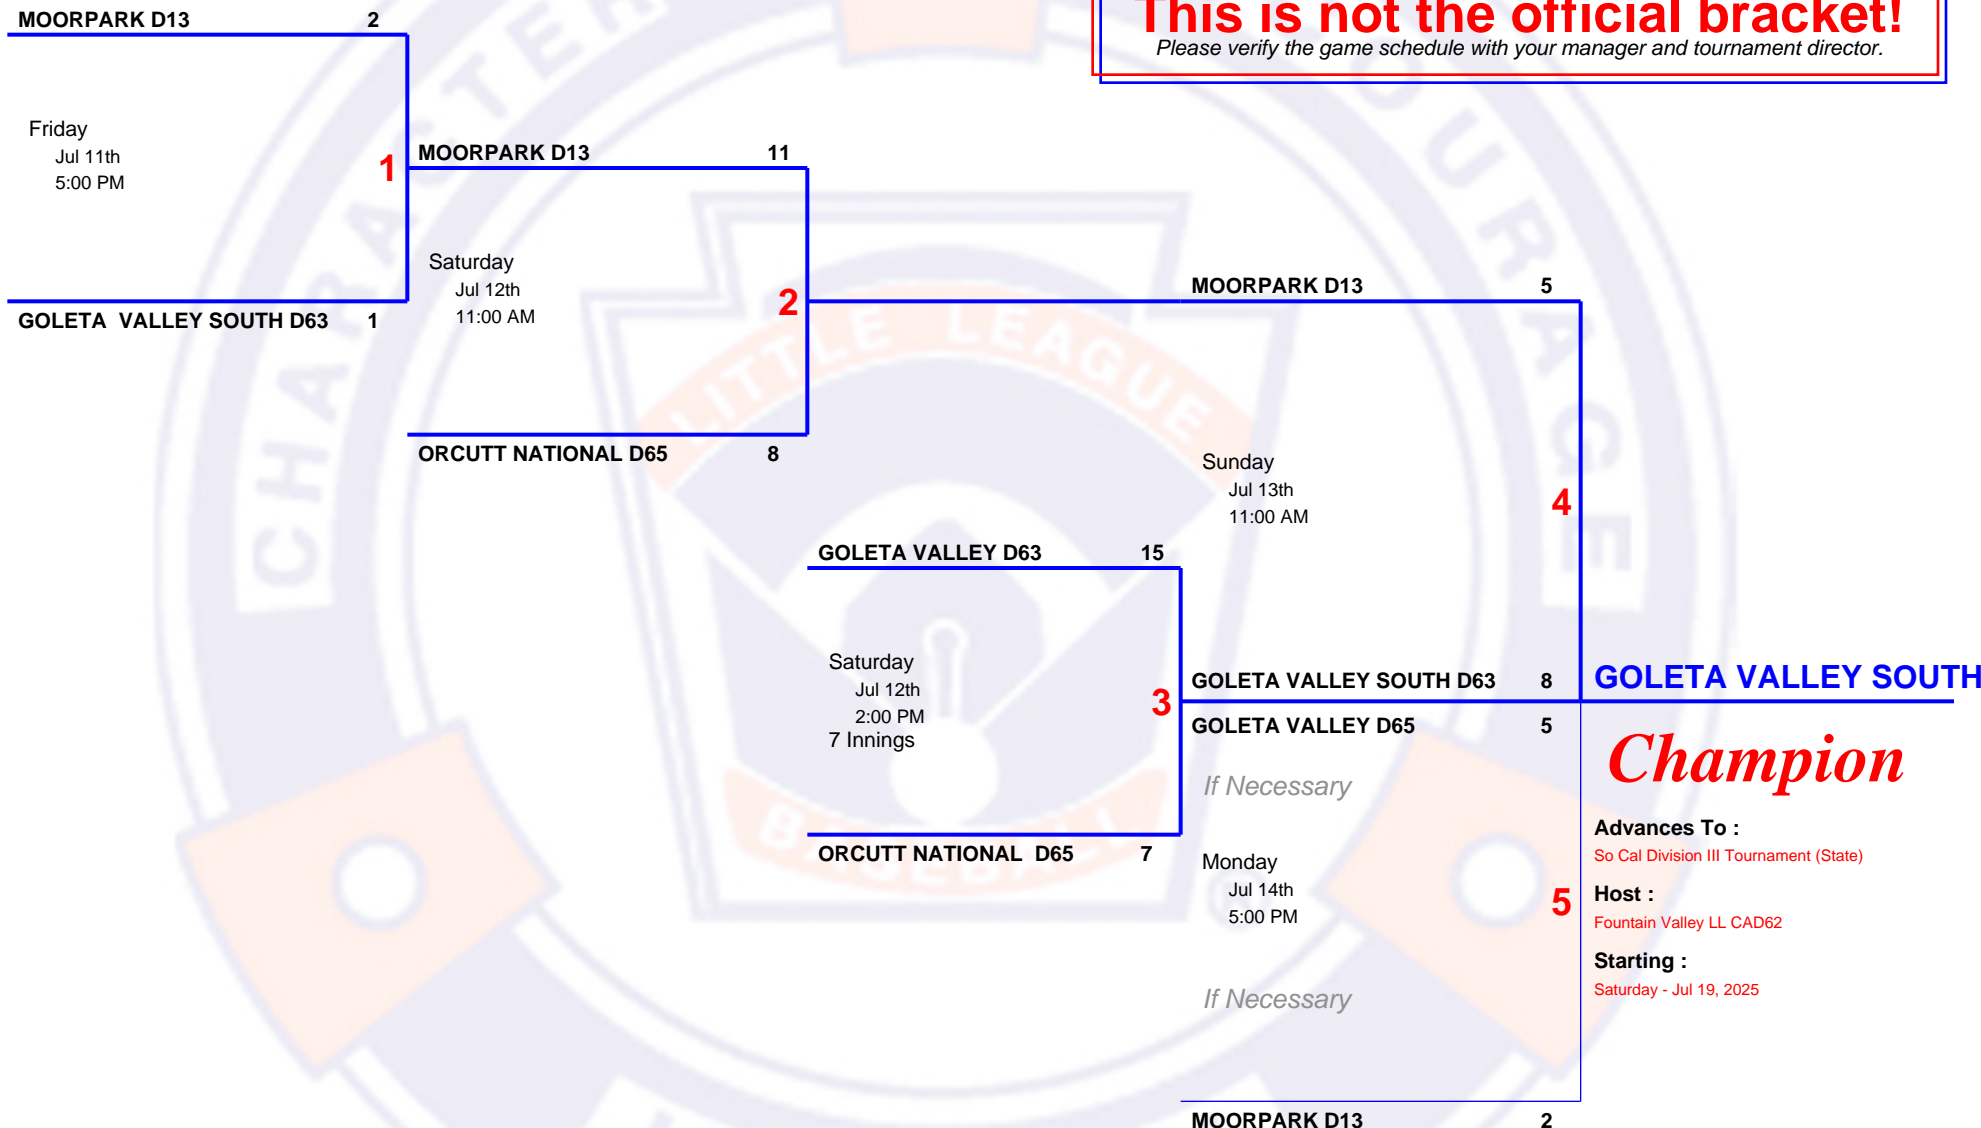 This is not the official bracket!
Please verify the game schedule with your manager and tournament director.
MOORPARK D13 2
Friday
Jul 11th
5:00 PM
1
GOLETA  VALLEY SOUTH D63 1
MOORPARK D13 11
Saturday
Jul 12th
11:00 AM
2
ORCUTT NATIONAL D65 8
GOLETA VALLEY D63 15
Saturday
Jul 12th
2:00 PM
7 Innings
3
ORCUTT NATIONAL  D65 7
MOORPARK D13 5
Sunday
Jul 13th
11:00 AM
4
GOLETA VALLEY SOUTH D63 8
GOLETA VALLEY D65 5
If Necessary
Monday
Jul 14th
5:00 PM
5
If Necessary
MOORPARK D13 2
GOLETA VALLEY SOUTH
Champion
Advances To :
So Cal Division III Tournament (State)
Host :
Fountain Valley LL CAD62
Starting :
Saturday - Jul 19, 2025
LITTLE LEAGUE
BASEBALL